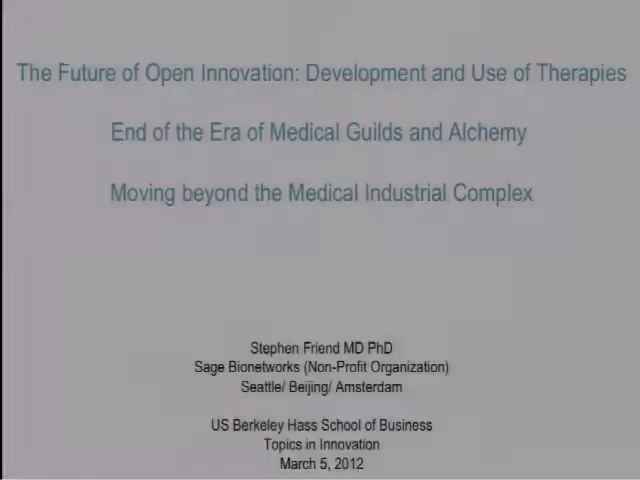 The Future of Open Innovation: Development and Use of Therapies
End of the Era of Medical Guilds and Alchemy
Moving beyond the Medical Industrial Complex
Stephen Friend MD PhD
Sage Bionetworks (Non-Profit Organization)
Seattle/ Beijing/ Amsterdam
US Berkeley Hass School of Business
Topics in Innovation
March 5, 2012